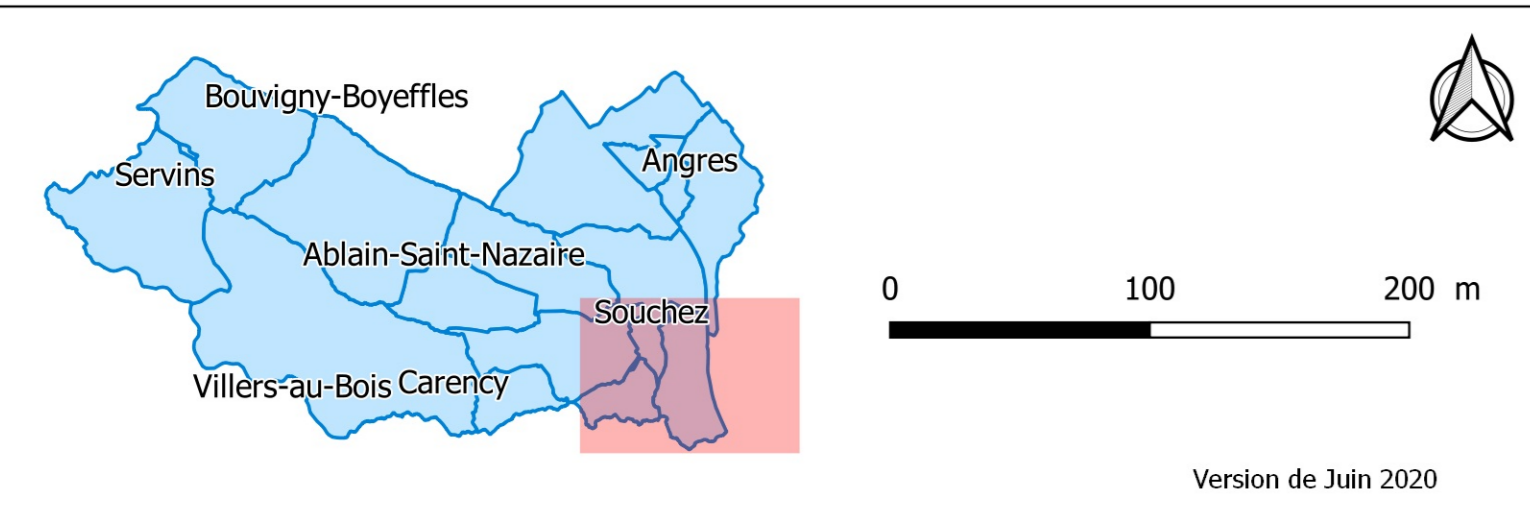 Bouvigny-Boyeffles
Angres
Servins
Ablain-Saint-Nazaire
Souchez
Villers-au-Bois
Carency
0 100 200 m
Version de Juin 2020